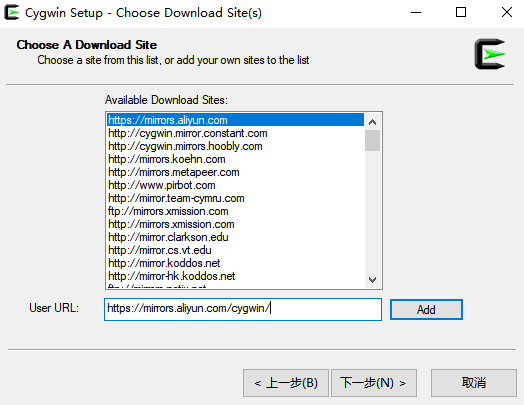 Cygwin Setup - Choose Download Site(s)
Choose A Download Site
Choose a site from this list, or add your own sites to the list
Available Download Sites:
https://mirrors.aliyun.com
http://cygwin.mirror.constant.com
http://cygwin.mirrors.hoobly.com
http://mirrors.koehn.com
http://mirrors.metapeer.com
http://www.pirbot.com
http://mirror.team-cymru.com
ftp://mirrors.xmission.com
http://mirrors.xmission.com
http://mirror.clarkson.edu
http://mirror.cs.vt.edu
http://mirror.koddos.net
http://mirror-hk.koddos.net
User URL: https://mirrors.aliyun.com/cygwin/ Add
< 上一步(B) 下一步(N) > 取消